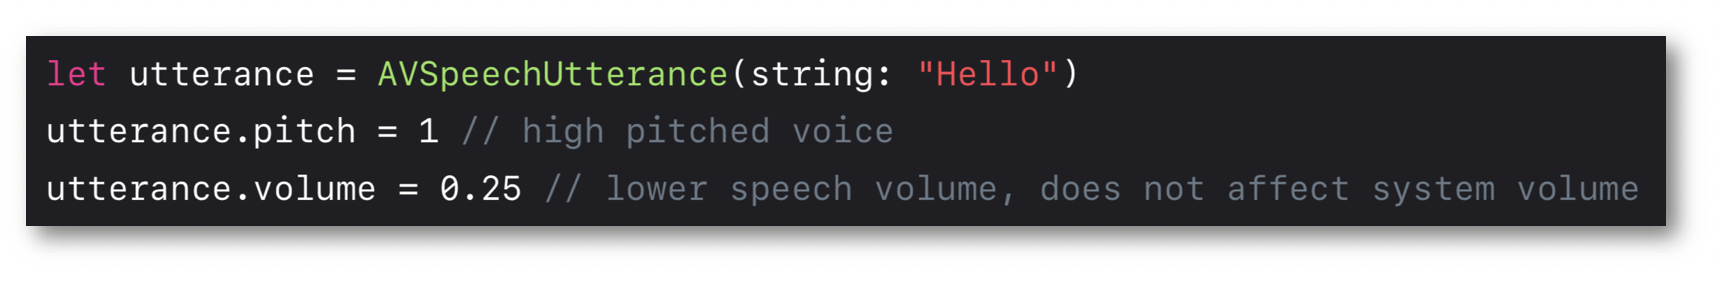 let utterance = AVSpeechUtterance(string: "Hello")
utterance.pitch = 1 // high pitched voice
utterance.volume = 0.25 // lower speech volume, does not affect system volume